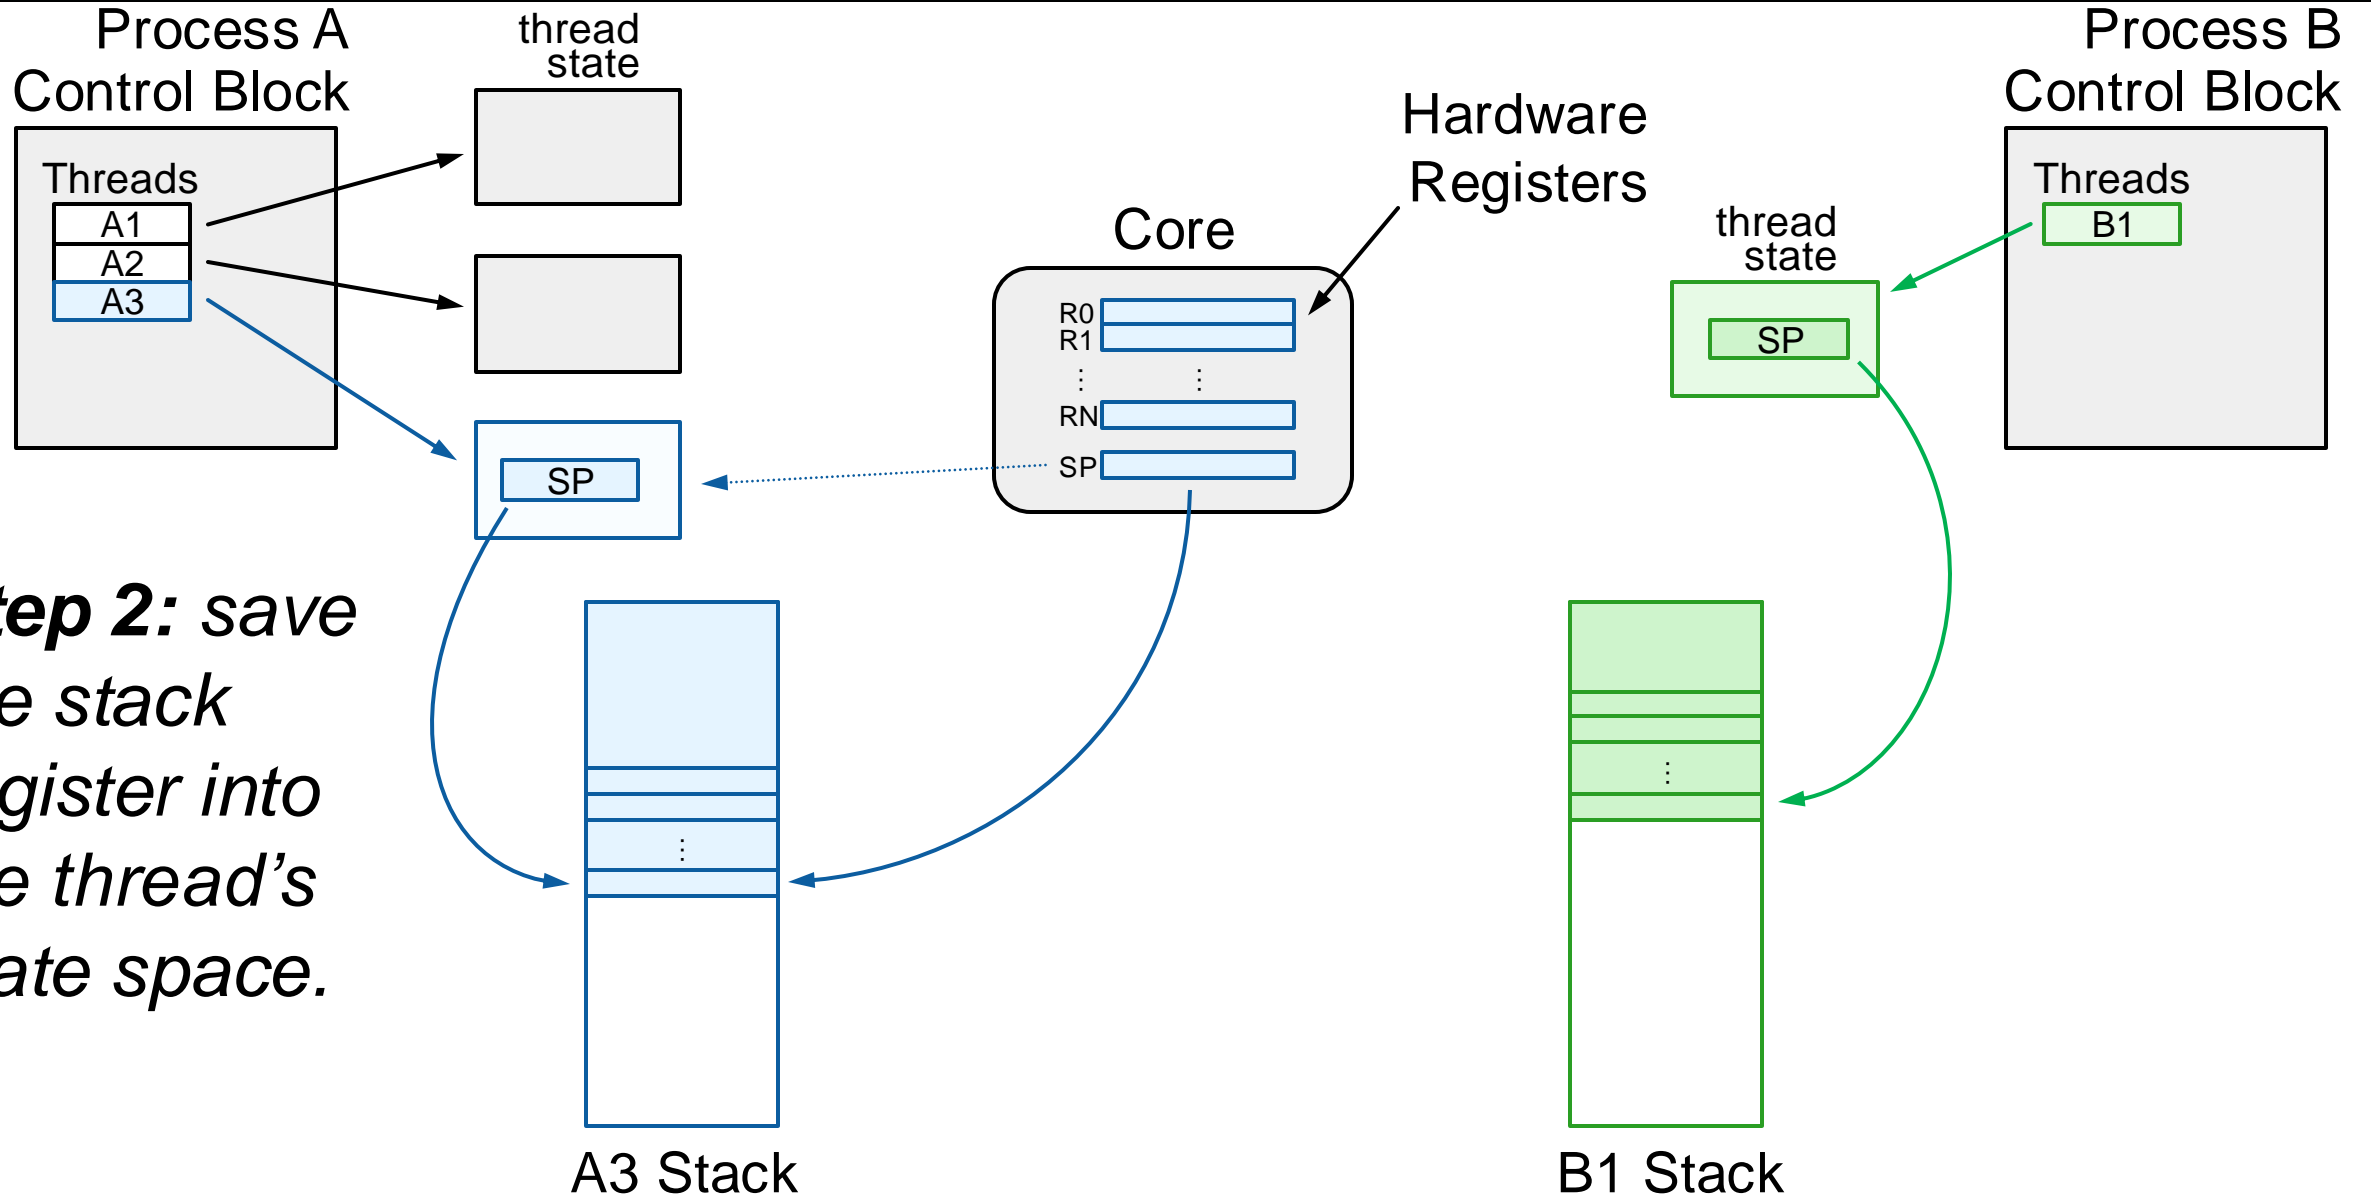 Process A
Control Block
Threads
A1
A2
A3
thread
state
SP
Hardware
Registers
Core
R0
R1
⋮ ⋮
RN
SP
Process B
Control Block
Threads
B1
thread
state
SP
tep 2: save
e stack
gister into
e thread’s
ate space.
⋮
A3 Stack
⋮
B1 Stack